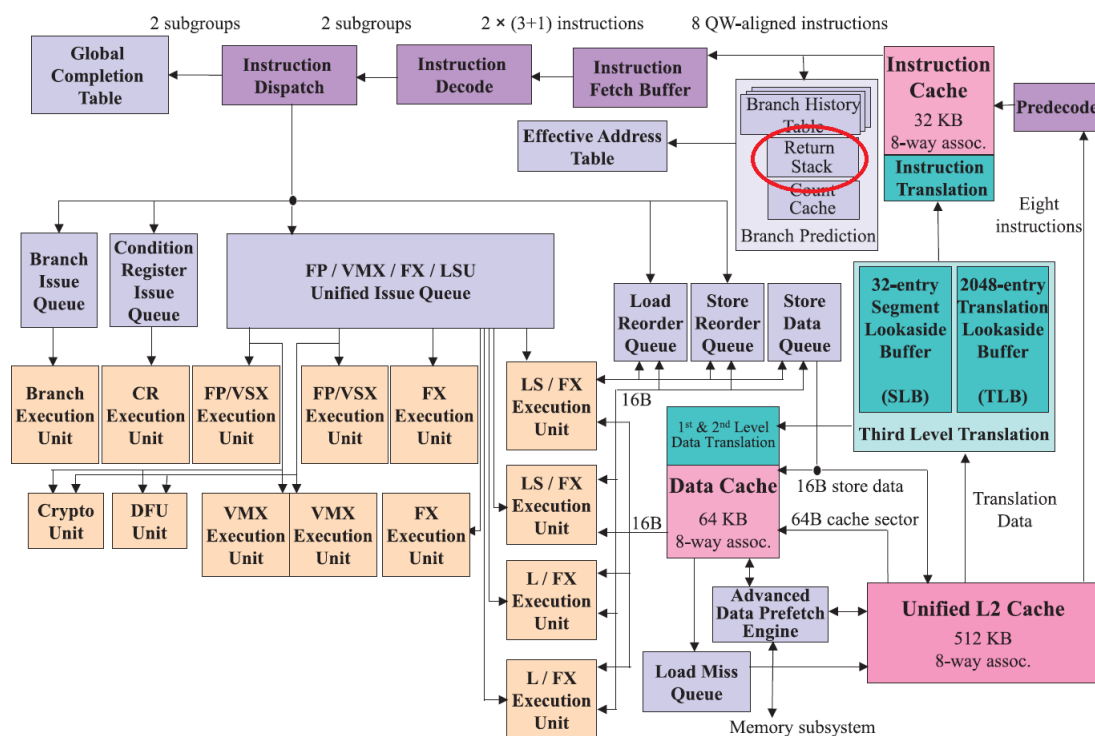 2 subgroups
2 subgroups
2 × (3+1) instructions
8 QW-aligned instructions
Global
Completion
Table
Instruction
Dispatch
Instruction
Decode
Instruction
Fetch Buffer
Instruction
Cache
32 KB
8-way assoc.
Instruction
Translation
Predecode
Branch History
Table
Return
Stack
Count
Cache
Branch Prediction
Effective Address
Table
Eight
instructions
Branch
Issue
Queue
Condition
Register
Issue
Queue
FP / VMX / FX / LSU
Unified Issue Queue
Load
Reorder
Queue
Store
Reorder
Queue
Store
Data
Queue
32-entry
Segment
Lookaside
Buffer
(SLB)
2048-entry
Translation
Lookaside
Buffer
(TLB)
Third Level Translation
Branch
Execution
Unit
CR
Execution
Unit
FP/VSX
Execution
Unit
FP/VSX
Execution
Unit
FX
Execution
Unit
LS / FX
Execution
Unit
16B
1st & 2nd Level
Data Translation
Data Cache
64 KB
8-way assoc.
16B store data
64B cache sector
Translation
Data
Crypto
Unit
DFU
Unit
VMX
Execution
Unit
VMX
Execution
Unit
FX
Execution
Unit
LS / FX
Execution
Unit
16B
L / FX
Execution
Unit
Advanced
Data Prefetch
Engine
Unified L2 Cache
512 KB
8-way assoc.
L / FX
Execution
Unit
Load Miss
Queue
Memory subsystem